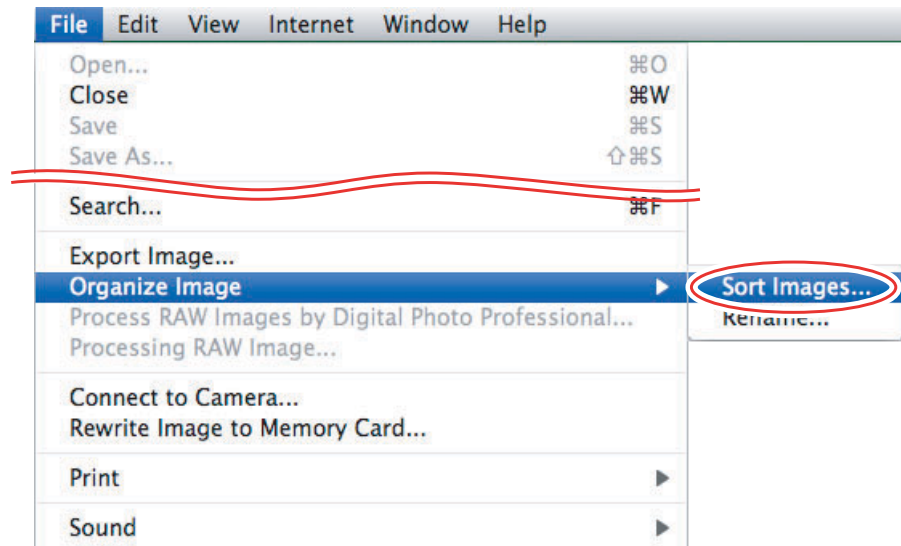 File Edit View Internet Window Help
Open... ⌘O
Close ⌘W
Save ⌘S
Save As... ⇧⌘S
Search... ⌘F
Export Image...
Organize Image ▶ Sort Images...
Process RAW Images by Digital Photo Professional... Rename...
Processing RAW Image...
Connect to Camera...
Rewrite Image to Memory Card...
Print ▶
Sound ▶